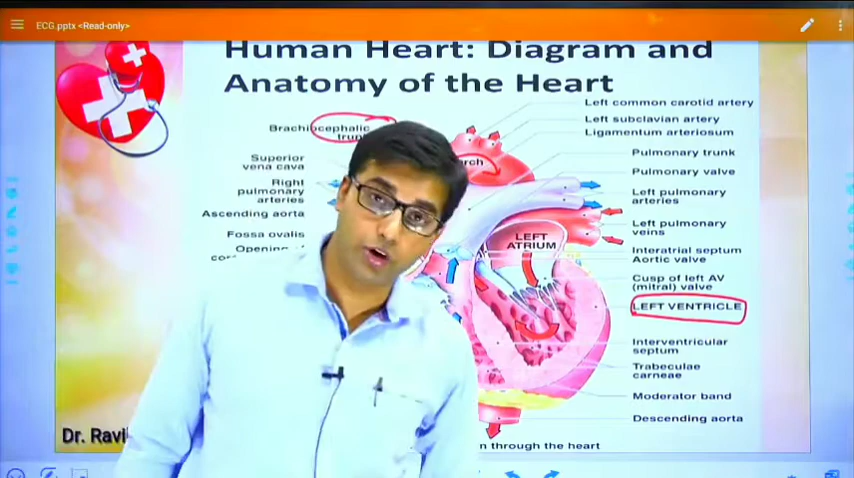 ECG.pptx <Read-only>
Human Heart: Diagram and
Anatomy of the Heart
Brachiocephalic
trunk
Superior
vena cava
Right
pulmonary
arteries
Ascending aorta
Fossa ovalis
Opening
Left common carotid artery
Left subclavian artery
Ligamentum arteriosum
Pulmonary trunk
Pulmonary valve
Left pulmonary
arteries
Left pulmonary
veins
Interatrial septum
Aortic valve
Cusp of left AV
(mitral) valve
LEFT VENTRICLE
Interventricular
septum
Trabeculae
carneae
Moderator band
Descending aorta
LEFT
ATRIUM
through the heart
Dr. Ravi